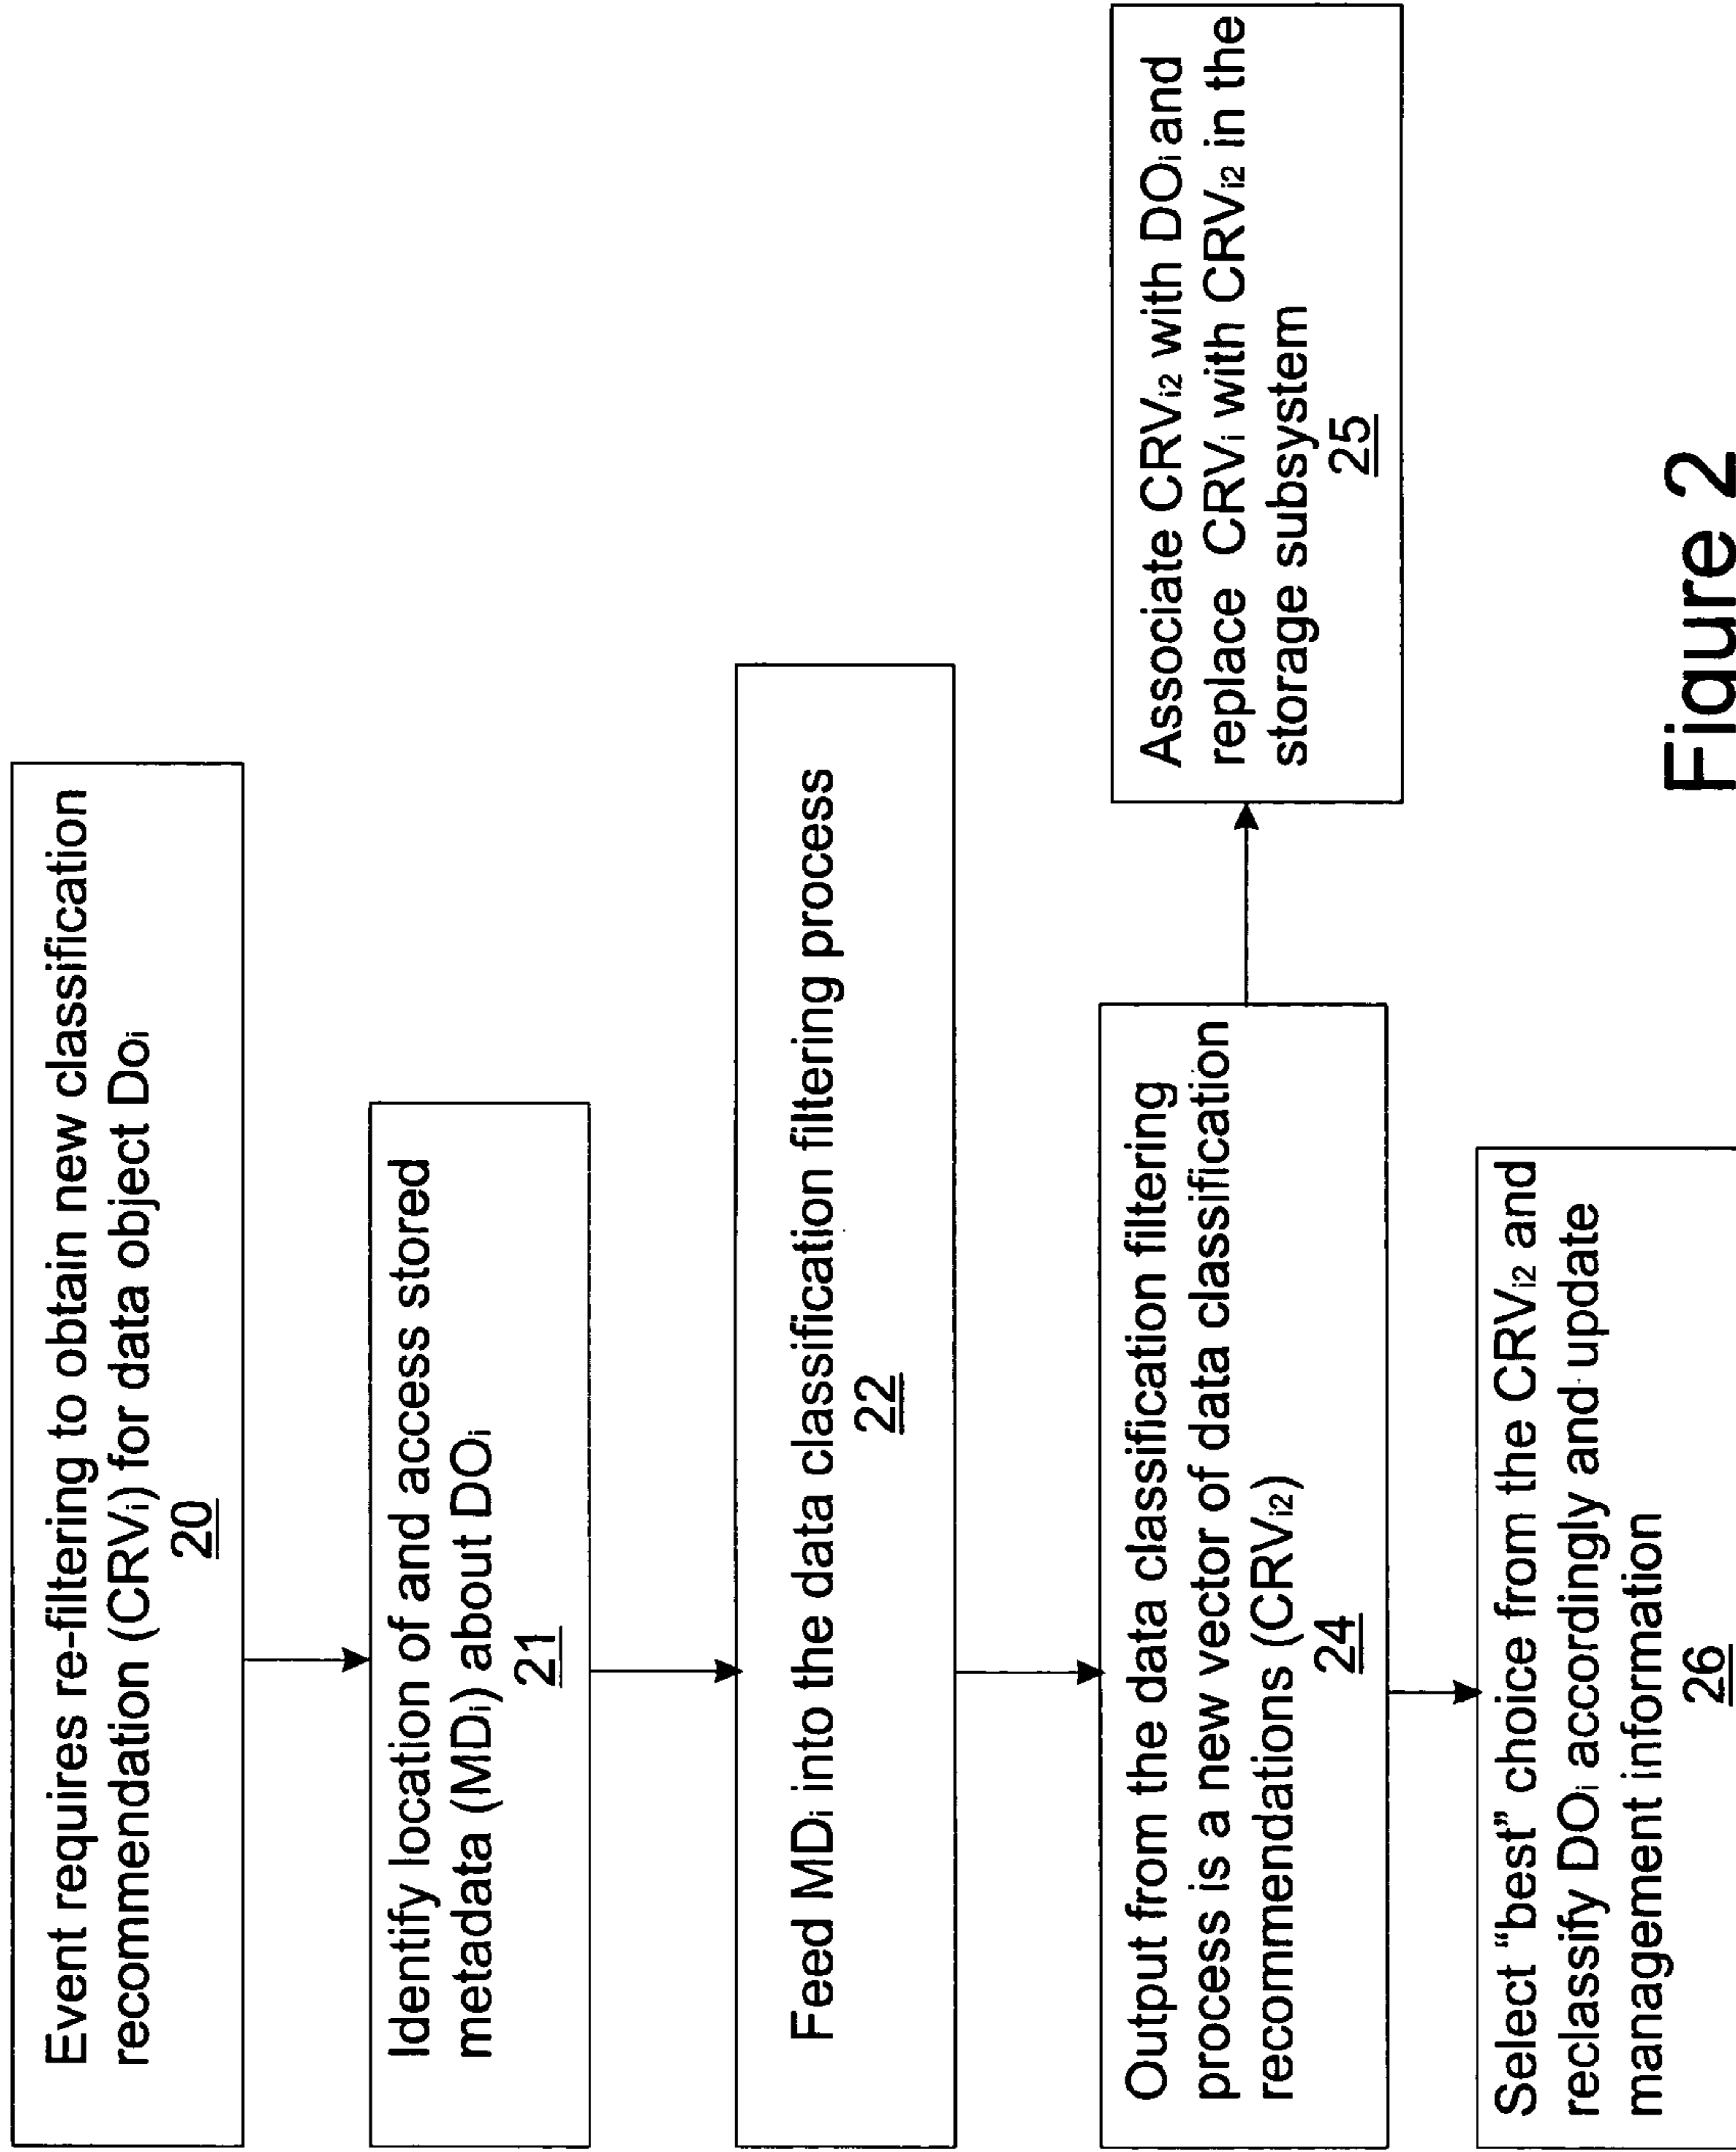 Event requires re-filtering to obtain new classification
recommendation (CRVi) for data object Doi
20
Identify location of and access stored
metadata (MDi) about DOi
21
Feed MDi into the data classification filtering process
22
Output from the data classification filtering
process is a new vector of data classification
recommendations (CRVi2)
24
Associate CRVi2 with DOi and
replace CRVi with CRVi2 in the
storage subsystem
25
Select “best” choice from the CRVi2 and
reclassify DOi accordingly and update
management information
26
Figure 2